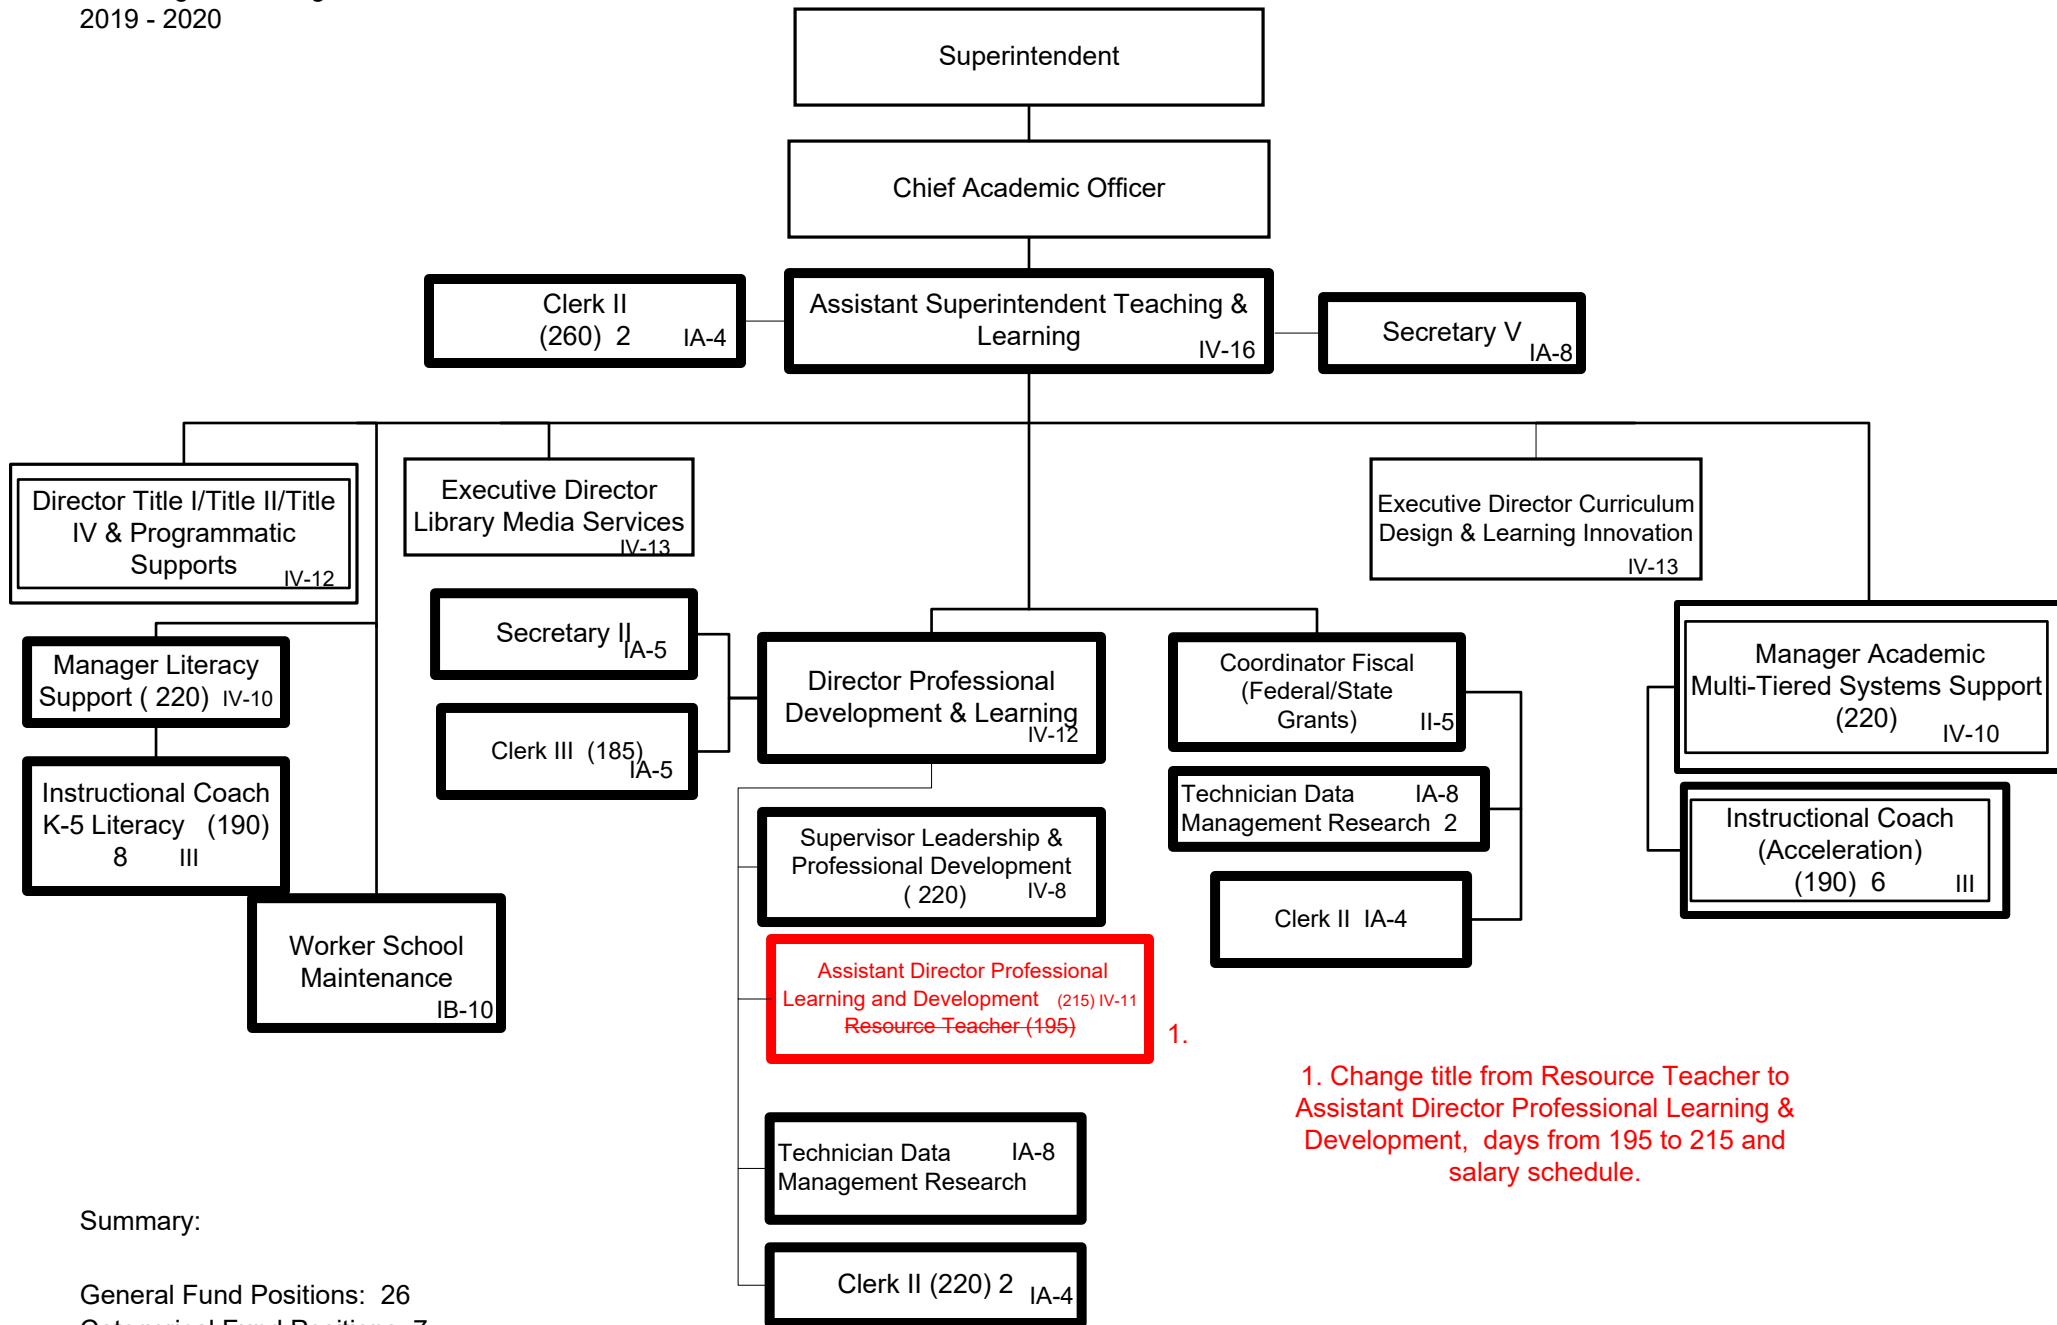 2019 - 2020
Superintendent
Chief Academic Officer
Clerk II
(260) 2 IA-4
Assistant Superintendent Teaching &
Learning
IV-16
Secretary V
IA-8
Director Title I/Title II/Title
IV & Programmatic
Supports
IV-12
Executive Director
Library Media Services
IV-13
Executive Director Curriculum
Design & Learning Innovation
IV-13
Secretary II
IA-5
Clerk III (185)
IA-5
Manager Literacy
Support ( 220) IV-10
Instructional Coach
K-5 Literacy (190)
8 III
Worker School
Maintenance
IB-10
Director Professional
Development & Learning
IV-12
Coordinator Fiscal
(Federal/State
Grants) II-5
Technician Data IA-8
Management Research 2
Clerk II IA-4
Manager Academic
Multi-Tiered Systems Support
(220) IV-10
Instructional Coach
(Acceleration)
(190) 6 III
Supervisor Leadership &
Professional Development
( 220) IV-8
Assistant Director Professional
Learning and Development (215) IV-11
Resource Teacher (195)
1.
1. Change title from Resource Teacher to
Assistant Director Professional Learning &
Development, days from 195 to 215 and
salary schedule.
Technician Data IA-8
Management Research
Clerk II (220) 2 IA-4
Summary:
General Fund Positions: 26